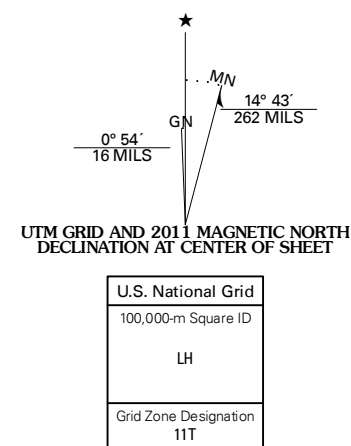 ★
MN
GN
14° 43´
262 MILS
0° 54´
16 MILS
UTM GRID AND 2011 MAGNETIC NORTH
DECLINATION AT CENTER OF SHEET
U.S. National Grid
100,000-m Square ID
LH
Grid Zone Designation
11T